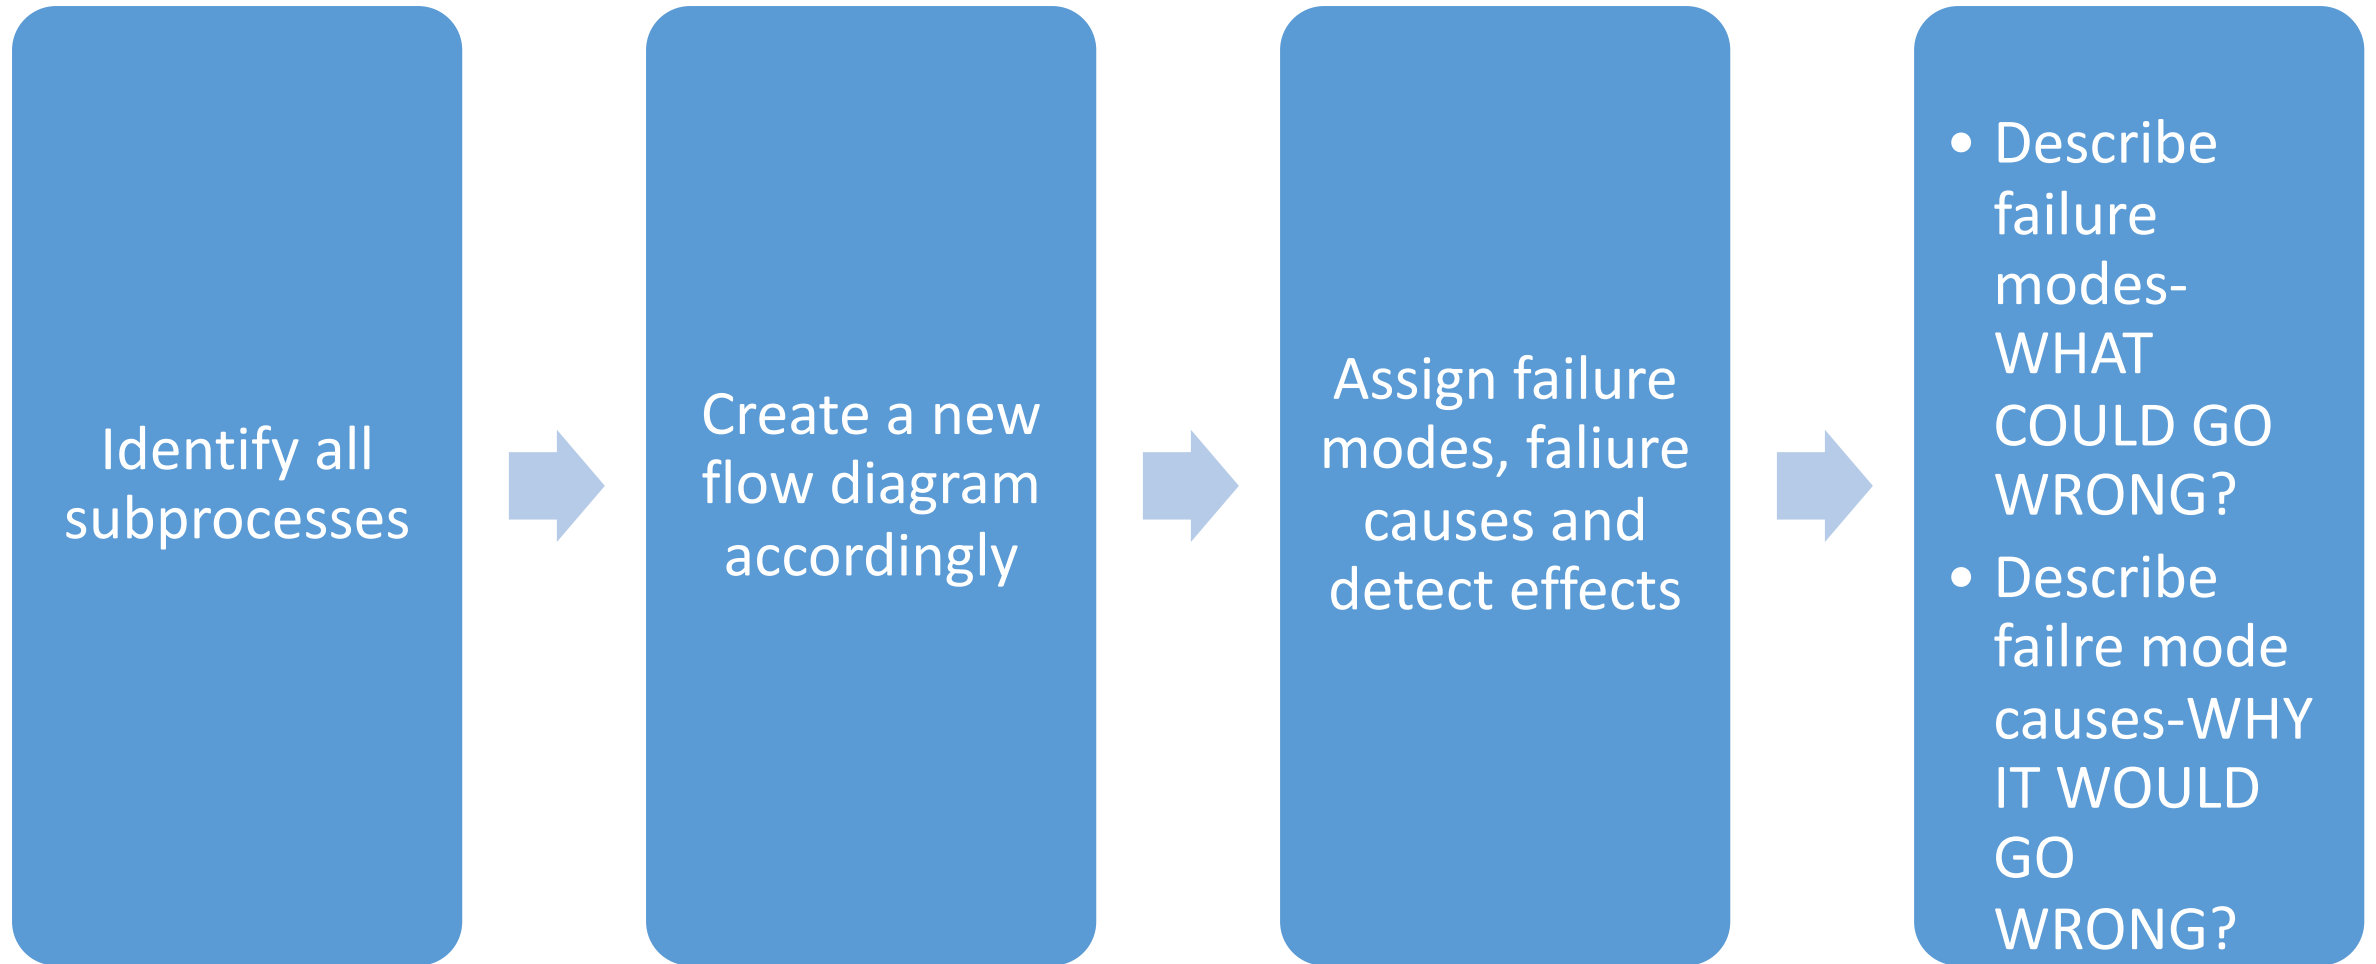 Identify all
subprocesses
Create a new
flow diagram
accordingly
Assign failure
modes, faliure
causes and
detect effects
• Describe
failure
modes-
WHAT
COULD GO
WRONG?
• Describe
failre mode
causes-WHY
IT WOULD
GO
WRONG?